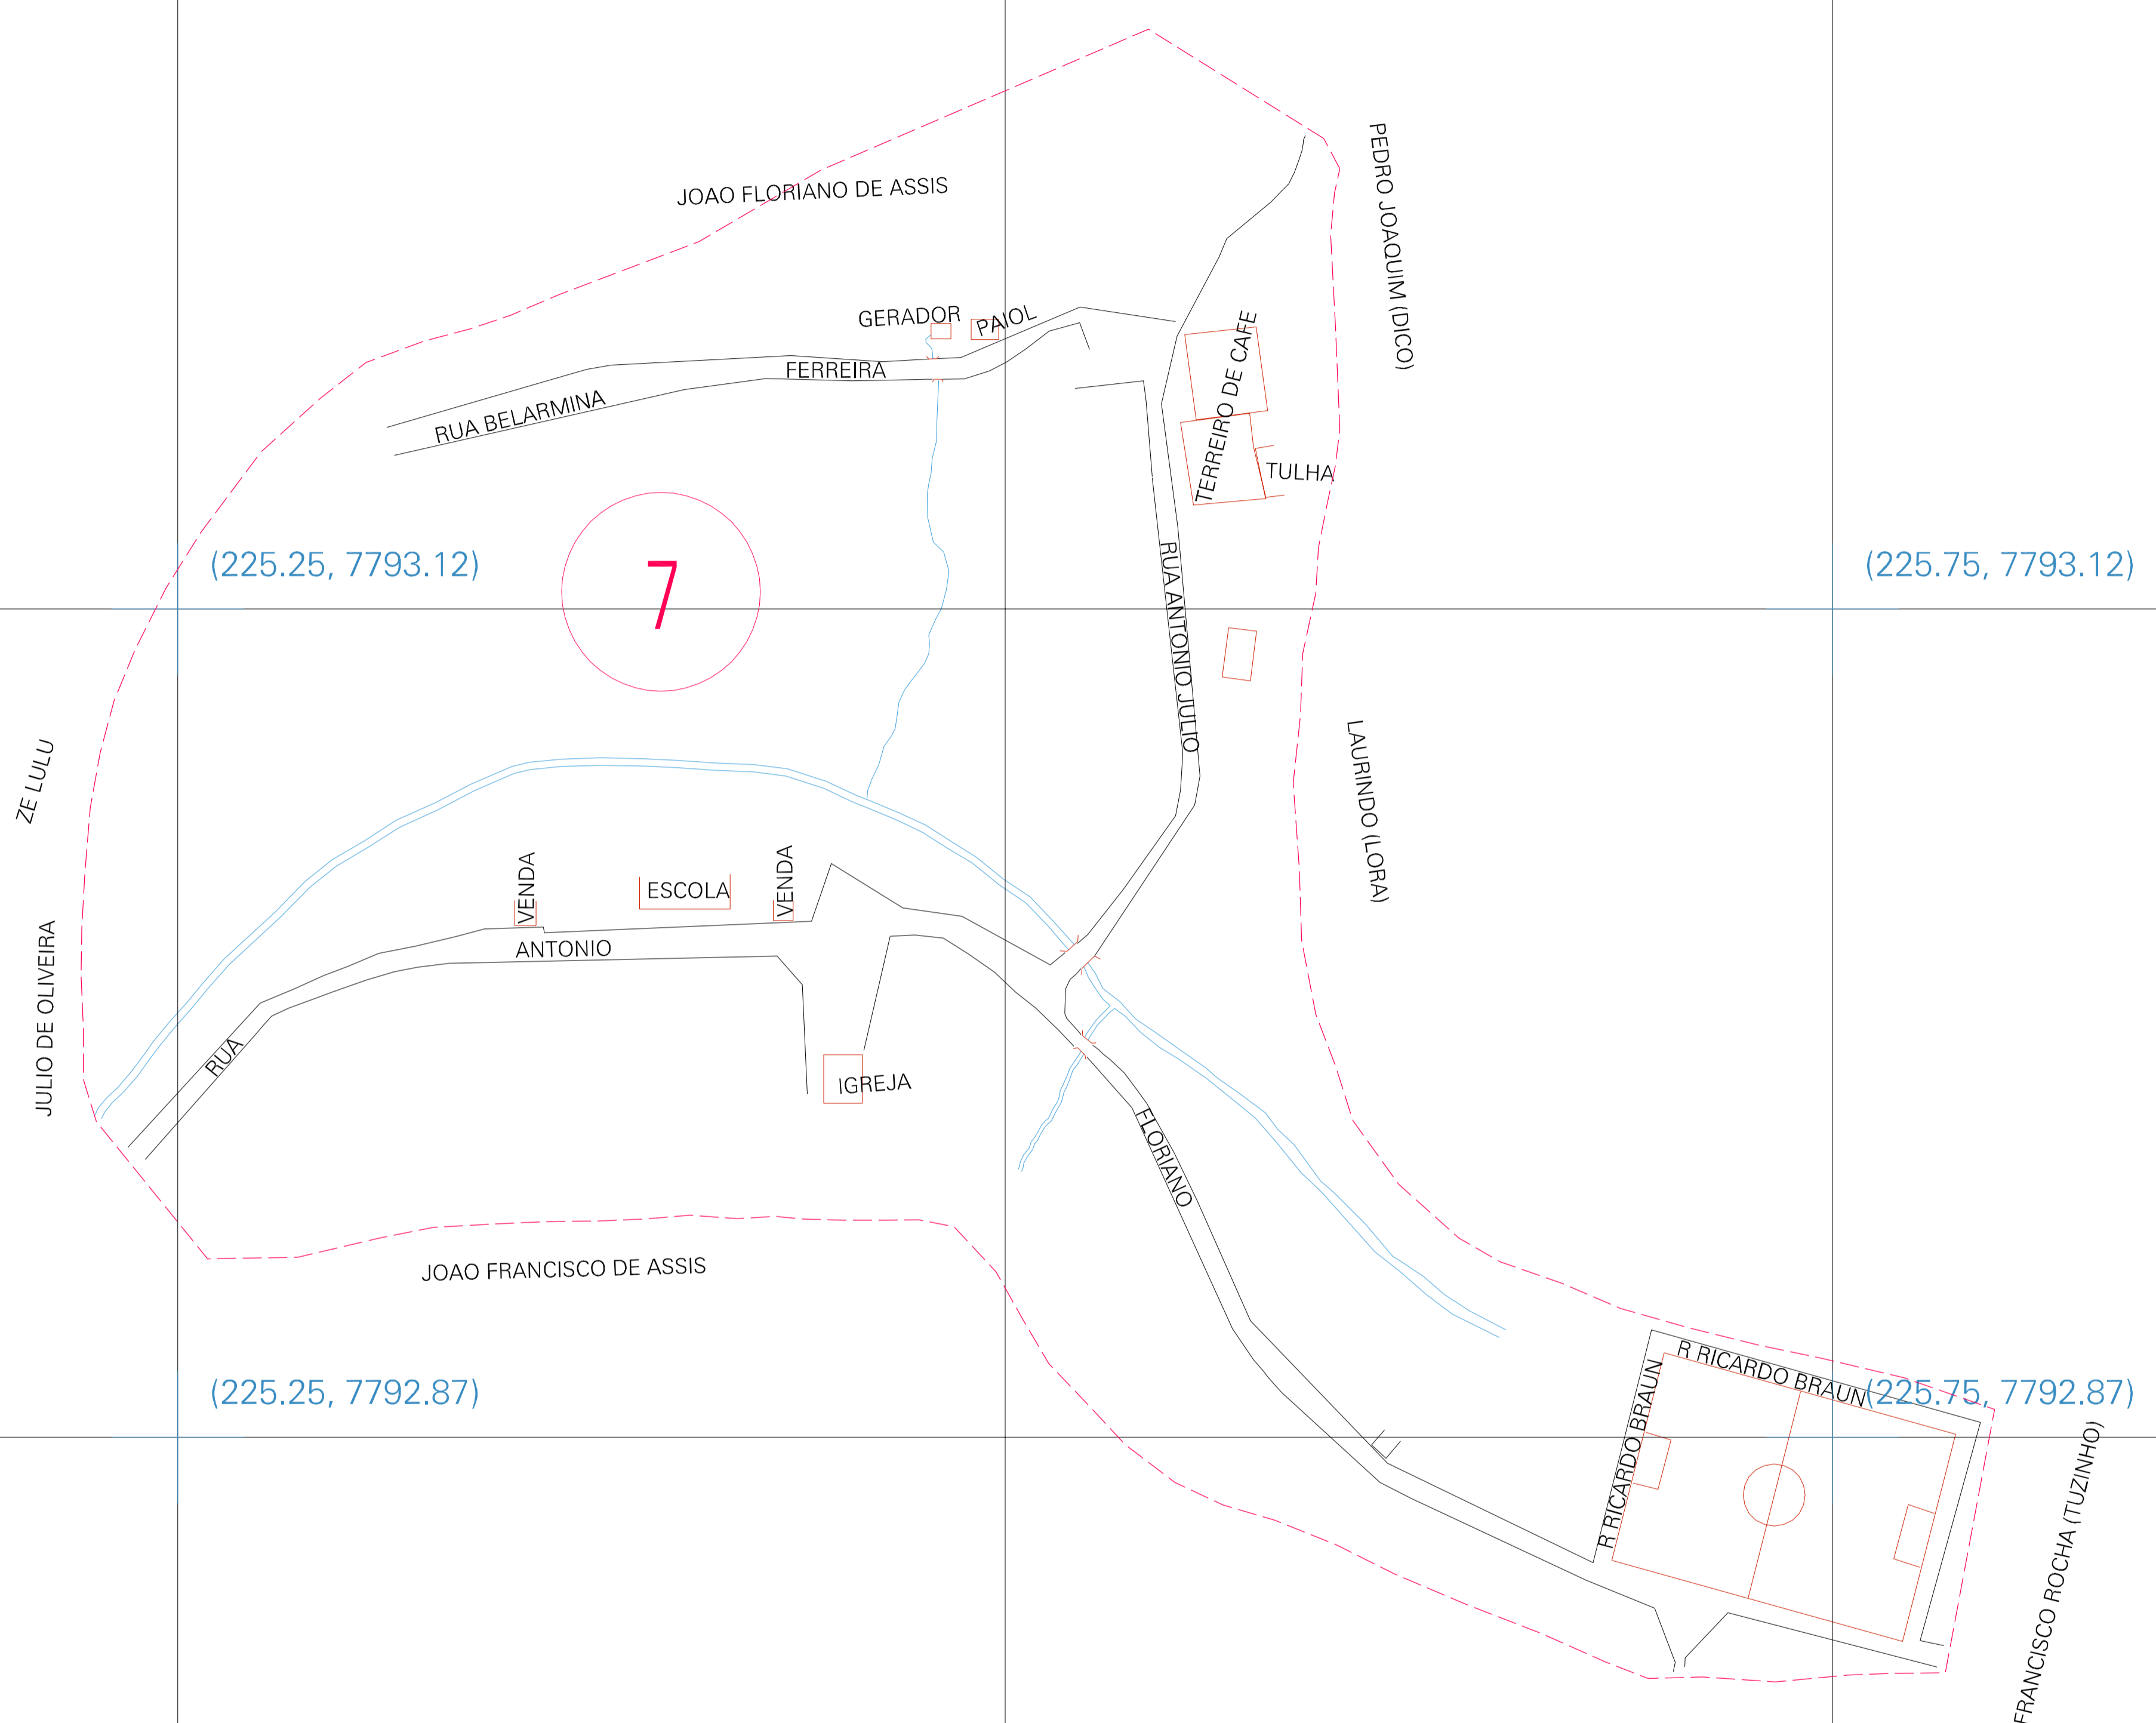 PEDRO JOAQUIM (DICO)
JOAO FLORIANO DE ASSIS
GERADOR
PAIOL
TERREIRO DE CAFE
FERREIRA
RUA BELARMINA
TULHA
(225.25, 7793.12)
7
RUA ANTONIO JULIO
(225.75, 7793.12)
ZE LULU
LAURINDO (LORA)
VENDA
ESCOLA
VENDA
JULIO DE OLIVEIRA
ANTONIO
RUA
IGREJA
FLORIANO
JOAO FRANCISCO DE ASSIS
(225.25, 7792.87)
R RICARDO BRAUN
R RICARDO BRAUN
(225.75, 7792.87)
FRANCISCO ROCHA (TUZINHO)